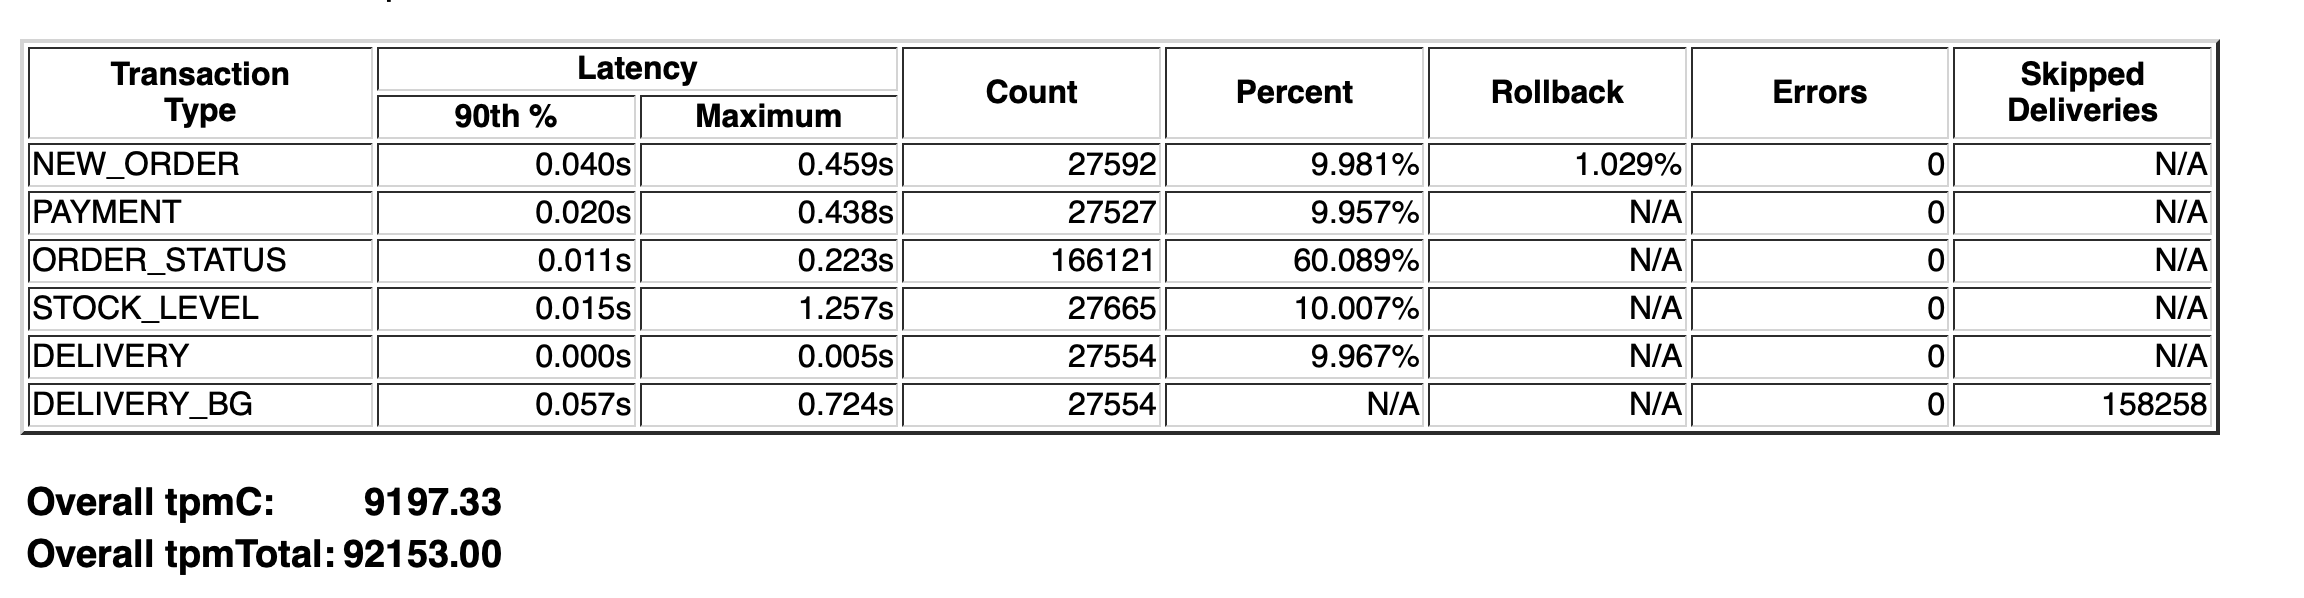 Transaction Type Latency Count Percent Rollback Errors Skipped Deliveries
90th % Maximum
NEW_ORDER 0.040s 0.459s 27592 9.981% 1.029% 0 N/A
PAYMENT 0.020s 0.438s 27527 9.957% N/A 0 N/A
ORDER_STATUS 0.011s 0.223s 166121 60.089% N/A 0 N/A
STOCK_LEVEL 0.015s 1.257s 27665 10.007% N/A 0 N/A
DELIVERY 0.000s 0.005s 27554 9.967% N/A 0 N/A
DELIVERY_BG 0.057s 0.724s 27554 N/A N/A 0 158258
Overall tpmC: 9197.33
Overall tpmTotal: 92153.00